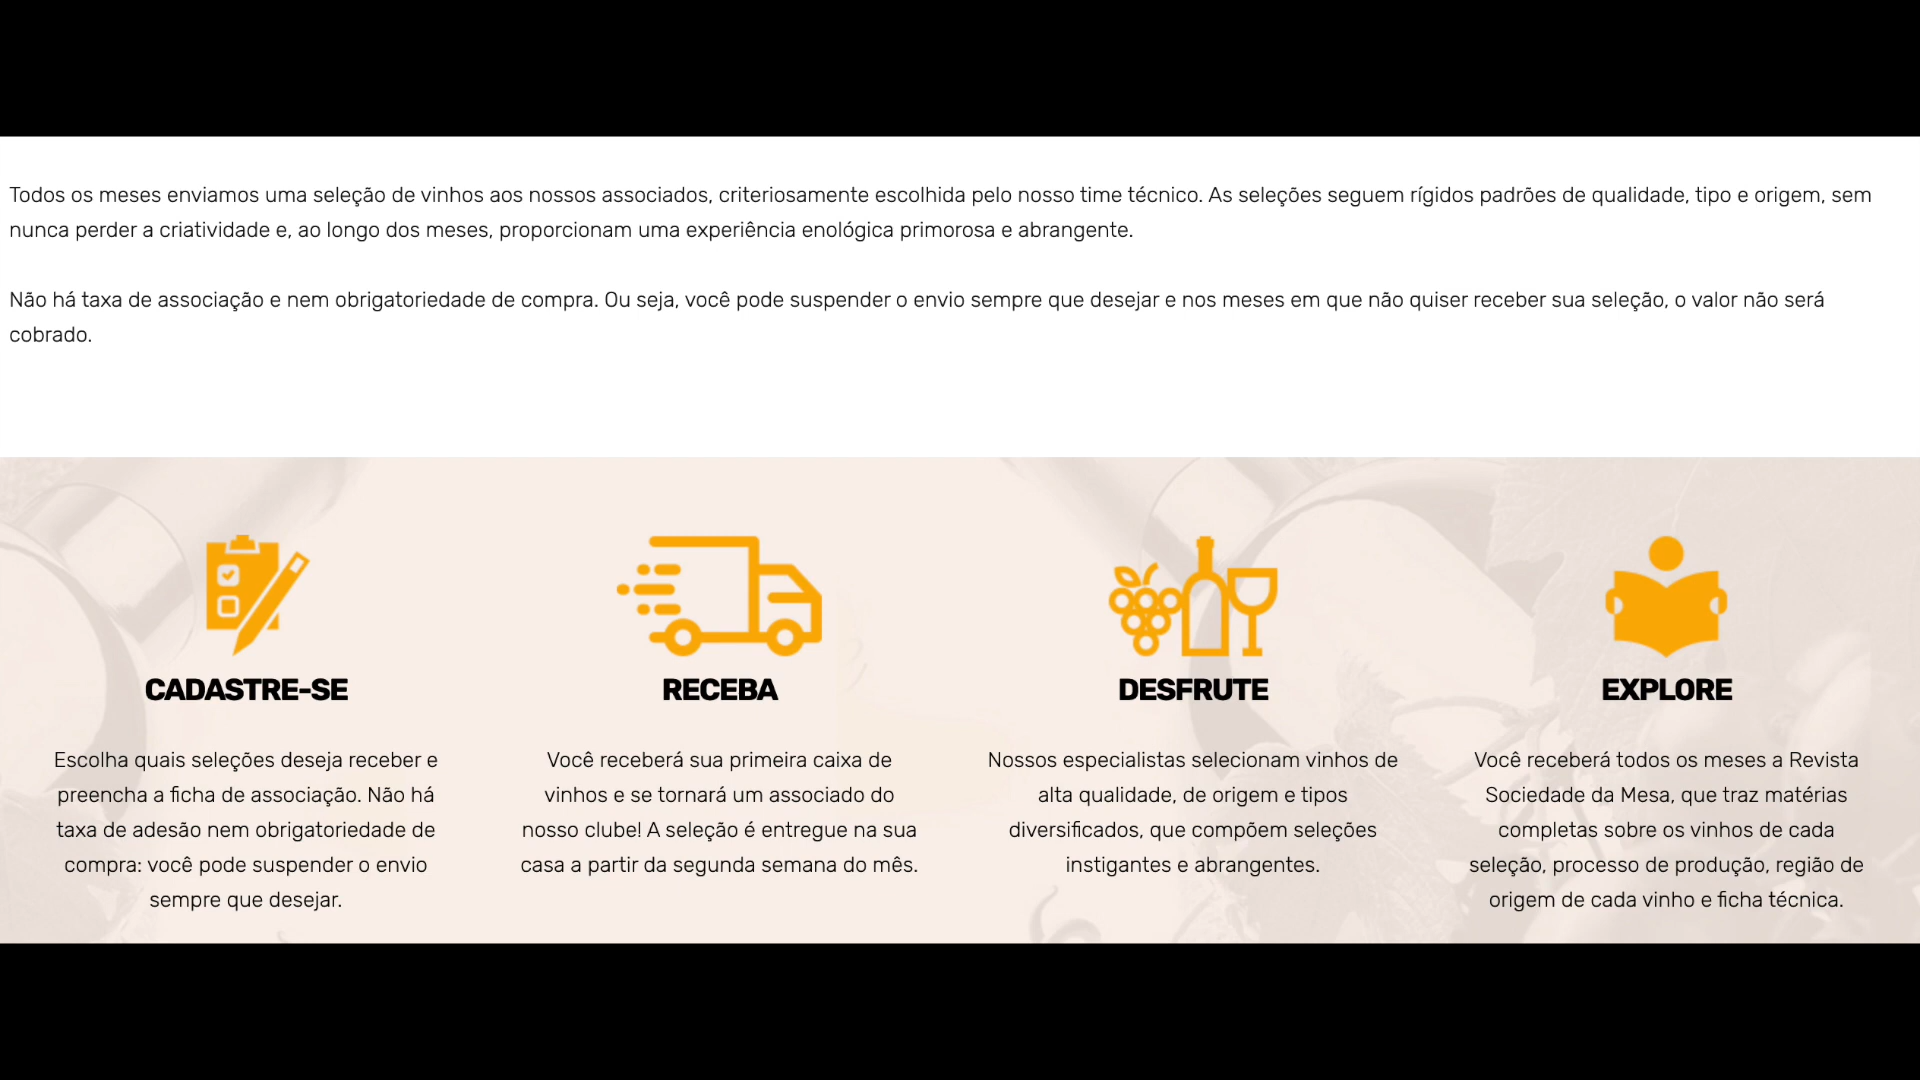 Todos os meses enviamos uma seleção de vinhos aos nossos associados, criteriosamente escolhida pelo nosso time técnico. As seleções seguem rígidos padrões de qualidade, tipo e origem, sem
nunca perder a criatividade e, ao longo dos meses, proporcionam uma experiência enológica primorosa e abrangente.
Não há taxa de associação e nem obrigatoriedade de compra. Ou seja, você pode suspender o envio sempre que desejar e nos meses em que não quiser receber sua seleção, o valor não será
cobrado.
CADASTRE-SE
Escolha quais seleções deseja receber e
preencha a ficha de associação. Não há
taxa de adesão nem obrigatoriedade de
compra: você pode suspender o envio
sempre que desejar.
RECEBA
Você receberá sua primeira caixa de
vinhos e se tornará um associado do
nosso clube! A seleção é entregue na sua
casa a partir da segunda semana do mês.
DESFRUTE
Nossos especialistas selecionam vinhos de
alta qualidade, de origem e tipos
diversificados, que compõem seleções
instigantes e abrangentes.
EXPLORE
Você receberá todos os meses a Revista
Sociedade da Mesa, que traz matérias
completas sobre os vinhos de cada
seleção, processo de produção, região de
origem de cada vinho e ficha técnica.